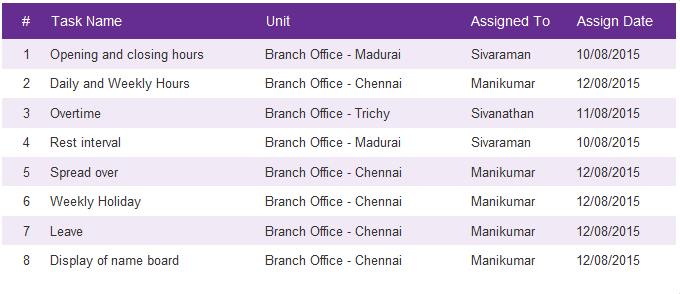 # Task Name Unit Assigned To Assign Date
1 Opening and closing hours Branch Office - Madurai Sivaraman 10/08/2015
2 Daily and Weekly Hours Branch Office - Chennai Manikumar 12/08/2015
3 Overtime Branch Office - Trichy Sivanathan 11/08/2015
4 Rest interval Branch Office - Madurai Sivaraman 10/08/2015
5 Spread over Branch Office - Chennai Manikumar 12/08/2015
6 Weekly Holiday Branch Office - Chennai Manikumar 12/08/2015
7 Leave Branch Office - Chennai Manikumar 12/08/2015
8 Display of name board Branch Office - Chennai Manikumar 12/08/2015